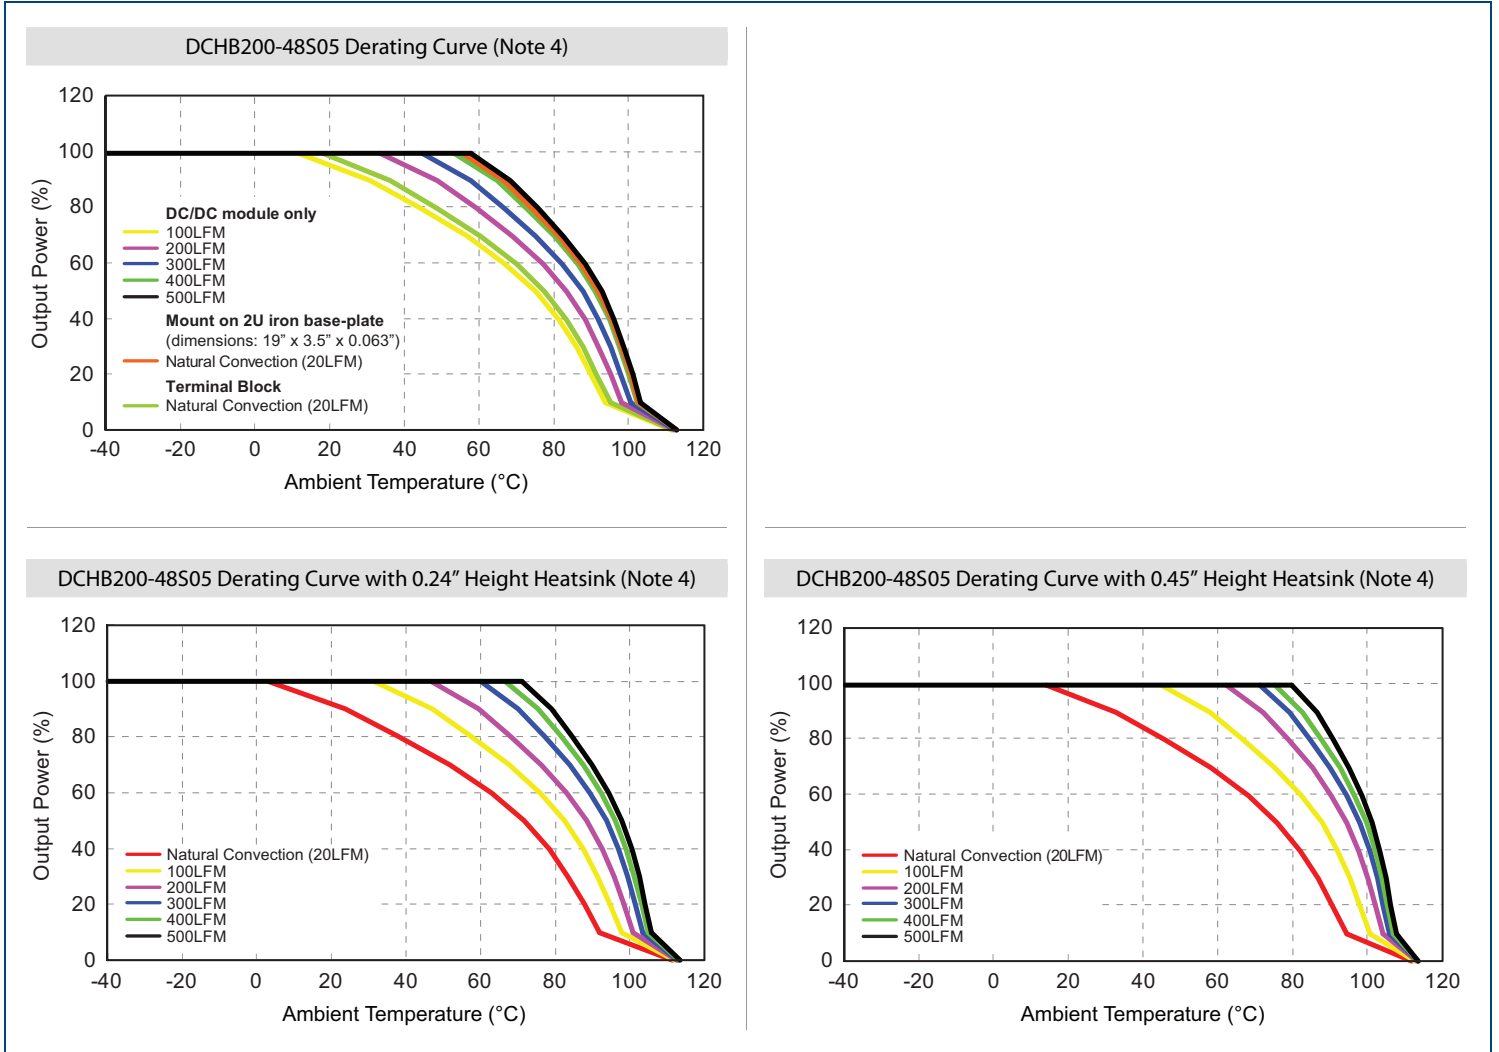 DCHB200-48S05 Derating Curve (Note 4)
120
100
80
60
40
20
0
Output Power (%)
DC/DC module only
100LFM
200LFM
300LFM
400LFM
500LFM
Mount on 2U iron base-plate
(dimensions: 19” x 3.5” x 0.063”)
Natural Convection (20LFM)
Terminal Block
Natural Convection (20LFM)
-40 -20 0 20 40 60 80 100 120
Ambient Temperature (°C)
DCHB200-48S05 Derating Curve with 0.24” Height Heatsink (Note 4)
120
100
80
60
40
20
0
Output Power (%)
Natural Convection (20LFM)
100LFM
200LFM
300LFM
400LFM
500LFM
-40 -20 0 20 40 60 80 100 120
Ambient Temperature (°C)
DCHB200-48S05 Derating Curve with 0.45” Height Heatsink (Note 4)
120
100
80
60
40
20
0
Output Power (%)
Natural Convection (20LFM)
100LFM
200LFM
300LFM
400LFM
500LFM
-40 -20 0 20 40 60 80 100 120
Ambient Temperature (°C)